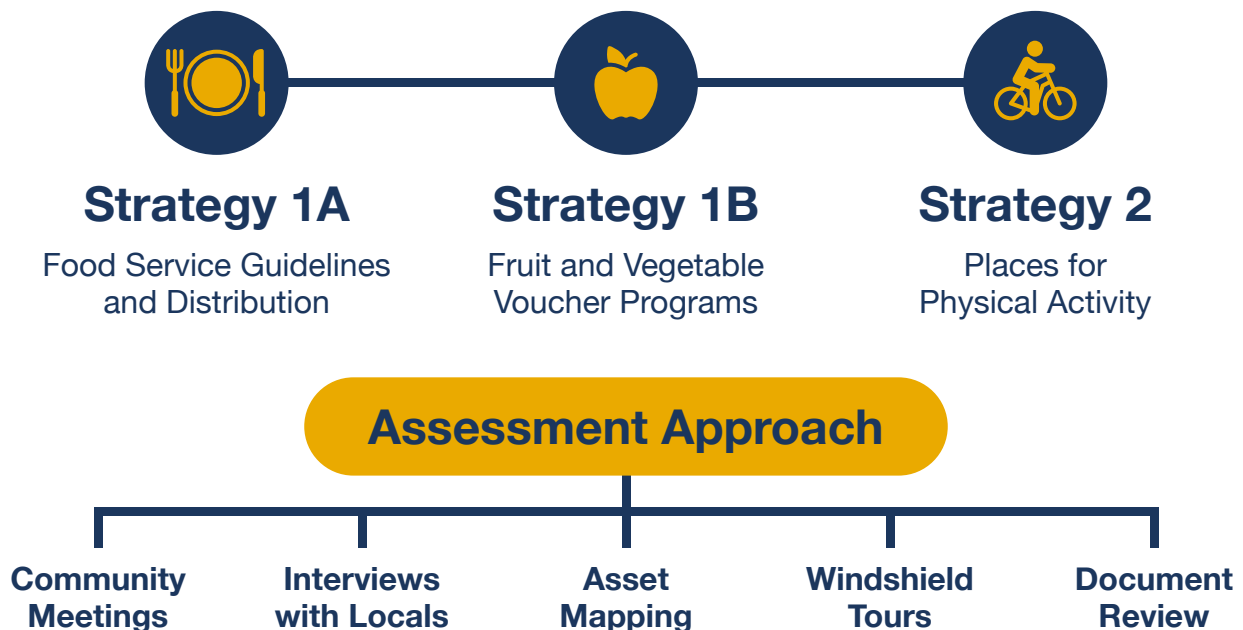 Strategy 1A
Food Service Guidelines
and Distribution
Strategy 1B
Fruit and Vegetable
Voucher Programs
Strategy 2
Places for
Physical Activity
Assessment Approach
Community
Meetings
Interviews
with Locals
Asset
Mapping
Windshield
Tours
Document
Review